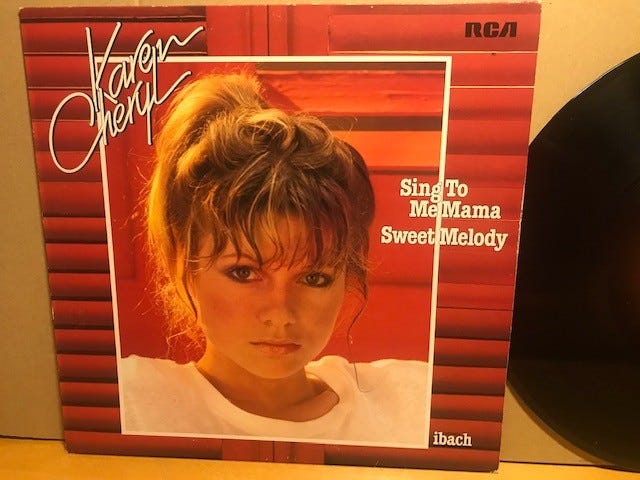 Karen
Cheryl
RCA
Sing To
Me Mama
Sweet Melody
ibach